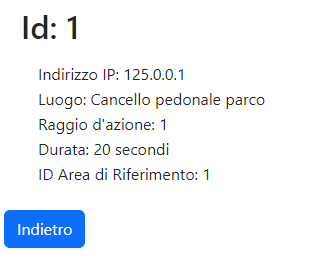 Id: 1
Indirizzo IP: 125.0.0.1
Luogo: Cancello pedonale parco
Raggio d'azione: 1
Durata: 20 secondi
ID Area di Riferimento: 1
Indietro